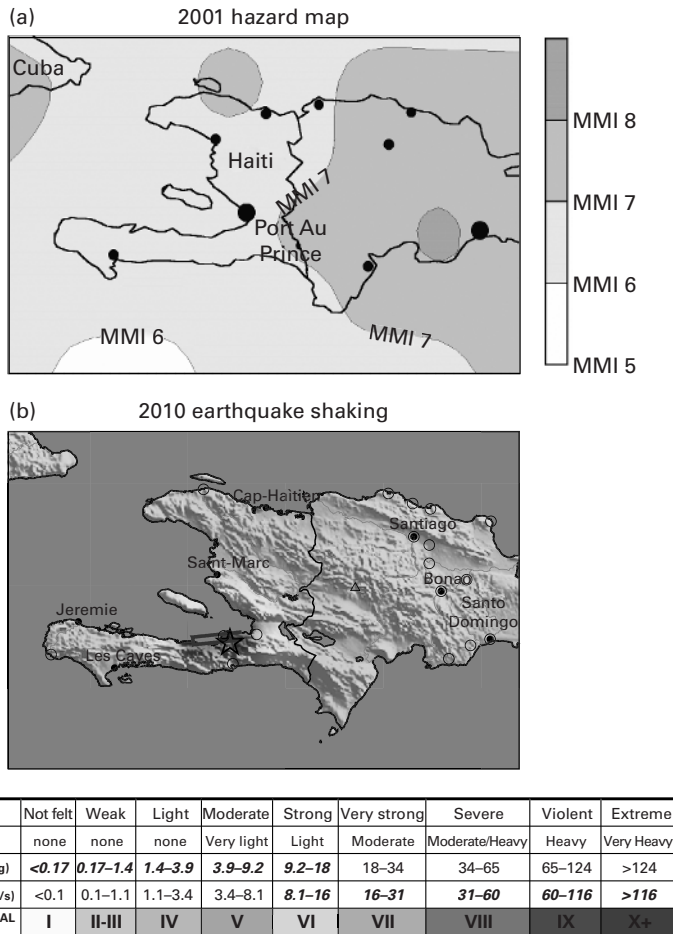 (a) 2001 hazard map
Cuba
MMI 8
Haiti
MMI 7
MMI 7
Port Au
Prince
MMI 6
MMI 6
MMI 7
MMI 5
(b) 2010 earthquake shaking
Cap-Haitien
Santiago
Saint-Marc
Bonao
Jeremie
Santo
Domingo
Les Cayes
Not felt Weak Light Moderate Strong Very strong Severe Violent Extreme
none none none Very light Light Moderate Moderate/Heavy Heavy Very Heavy
g) <0.17 0.17–1.4 1.4–3.9 3.9–9.2 9.2–18 18–34 34–65 65–124 >124
/s) <0.1 0.1–1.1 1.1–3.4 3.4–8.1 8.1–16 16–31 31–60 60–116 >116
AL I II-III IV V VI VII VIII IX X+